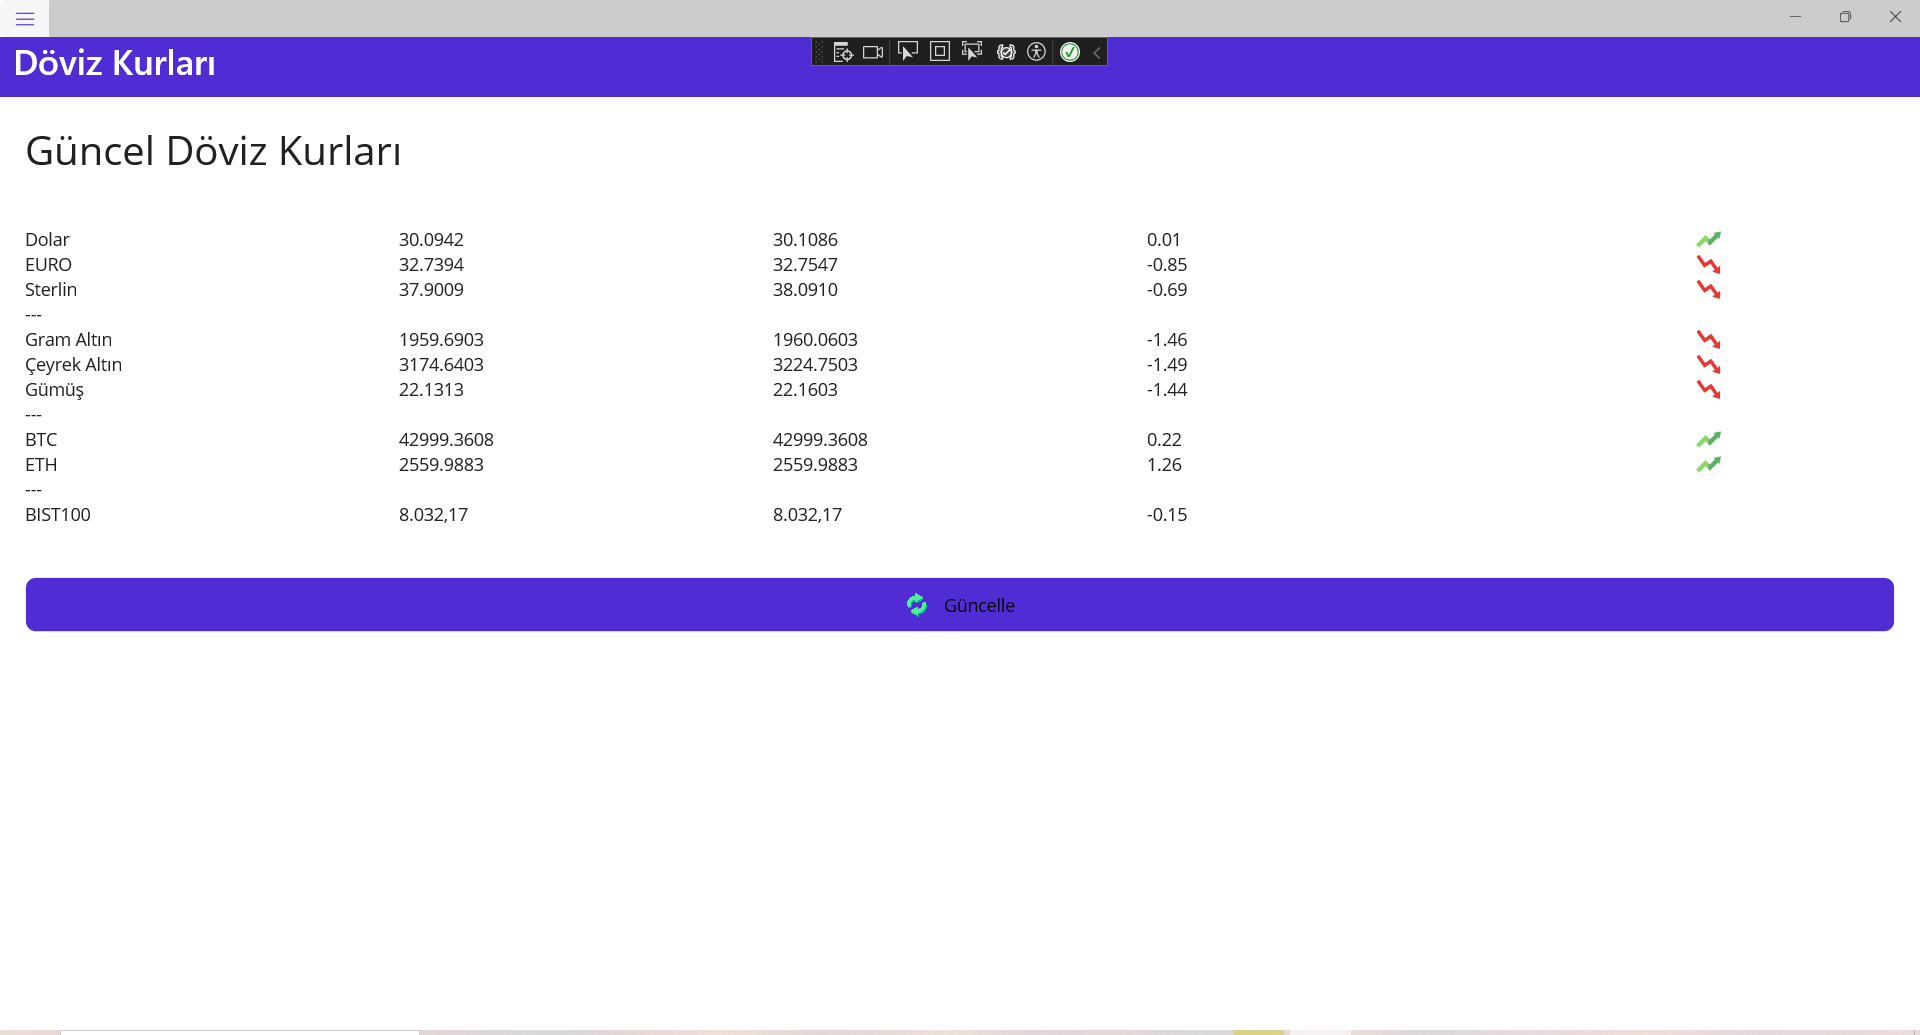 Döviz Kurları
Güncel Döviz Kurları
Dolar 30.0942 30.1086 0.01
EURO 32.7394 32.7547 -0.85
Sterlin 37.9009 38.0910 -0.69
---
Gram Altın 1959.6903 1960.0603 -1.46
Çeyrek Altın 3174.6403 3224.7503 -1.49
Gümüş 22.1313 22.1603 -1.44
---
BTC 42999.3608 42999.3608 0.22
ETH 2559.9883 2559.9883 1.26
---
BIST100 8.032,17 8.032,17 -0.15
Güncelle